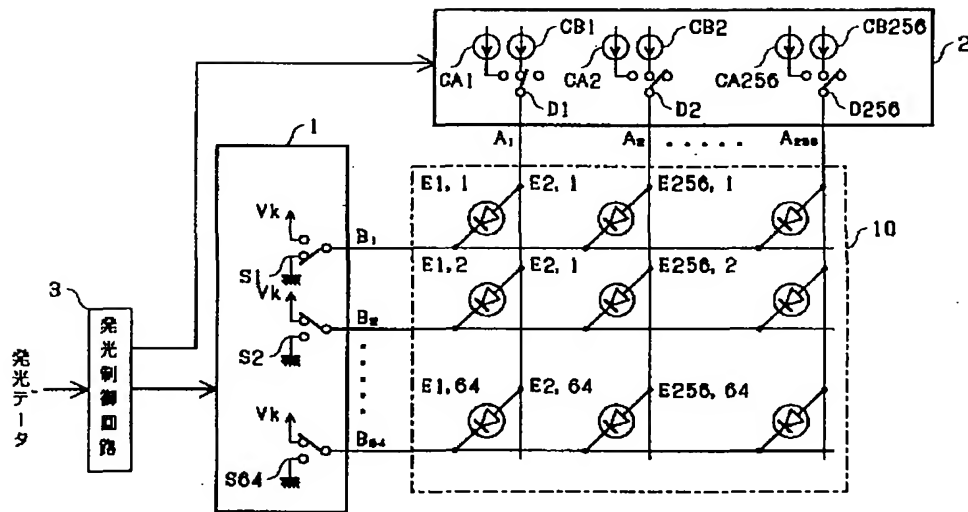 CB1 CB2 CB256
2
CA1 CA2 CA256
D1 D2 D256
1
A₁ A₂ ····· A₂₅₆
E1,1 E2,1 E256,1
Vk
B₁
10
S1
E1,2 E2,1 E256,2
Vk
3
B₂
発光データ
発光制御回路
S2
E1,64 E2,64 E256,64
Vk
B₆₄
S64